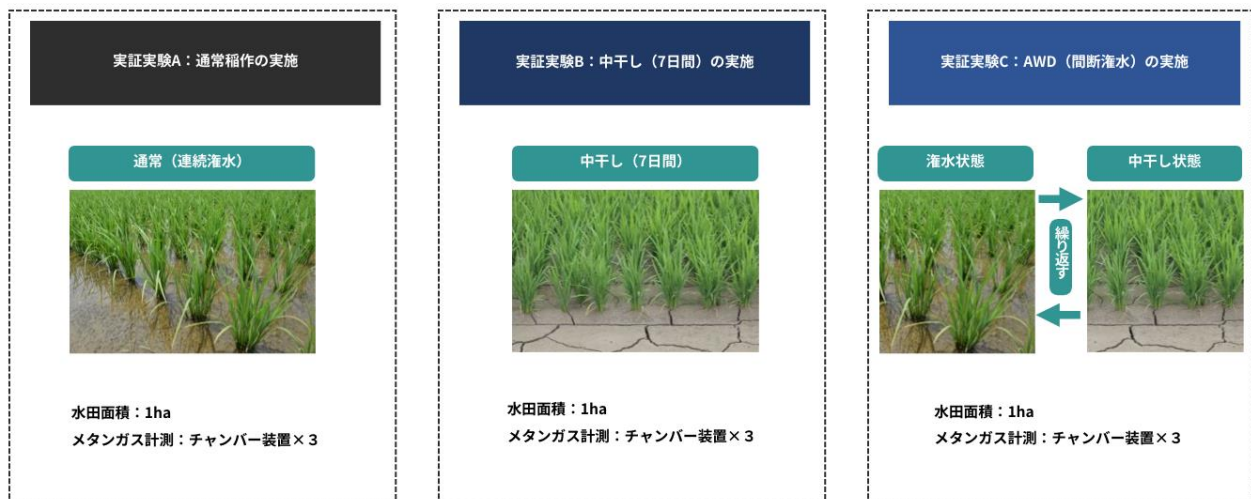 実証実験A：通常稲作の実施
通常（連続潅水）
水田面積：1ha
メタンガス計測：チャンバー装置×３
実証実験B：中干し（7日間）の実施
中干し（7日間）
水田面積：1ha
メタンガス計測：チャンバー装置×３
実証実験C：AWD（間断潅水）の実施
潅水状態
中干し状態
繰り返す
水田面積：1ha
メタンガス計測：チャンバー装置×３